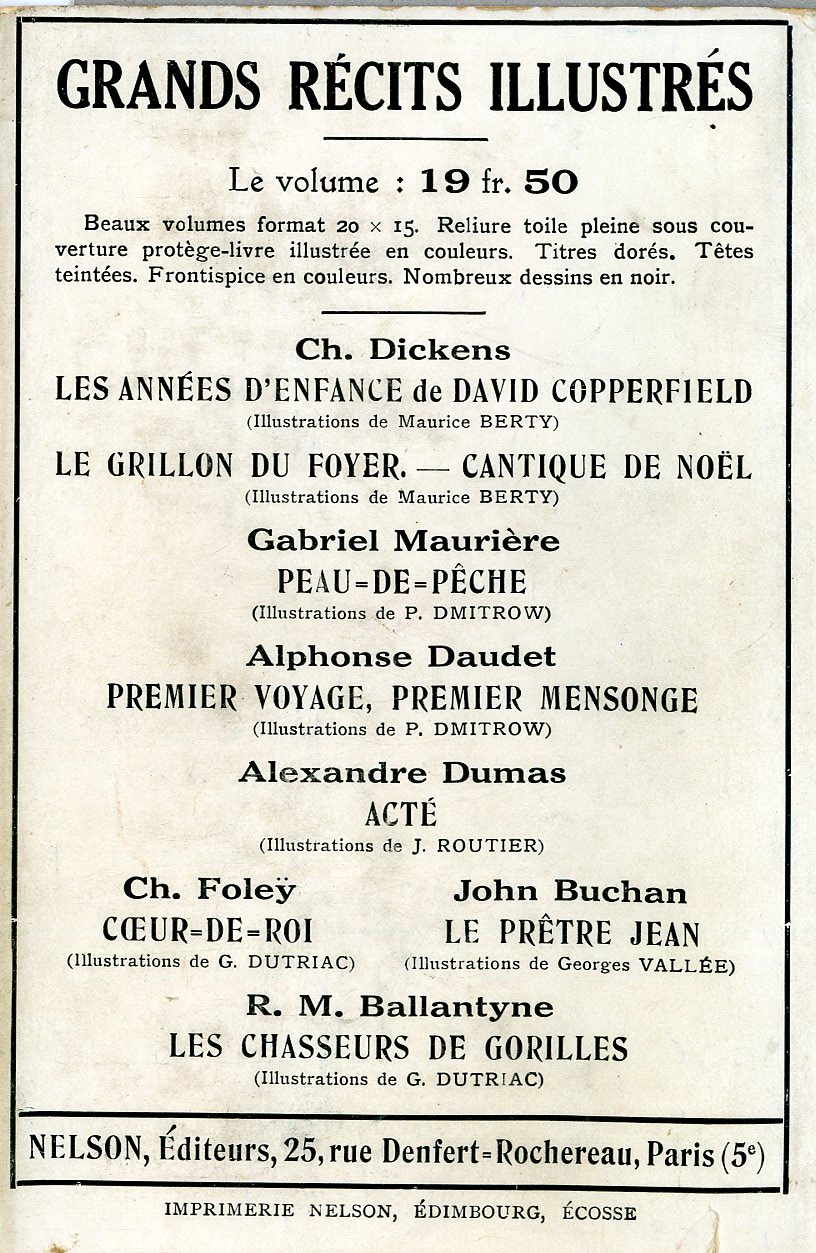 GRANDS RÉCITS ILLUSTRÉS
Le volume : 19 fr. 50
Beaux volumes format 20 × 15. Reliure toile pleine sous cou-
verture protège-livre illustrée en couleurs. Titres dorés. Têtes
teintées. Frontispice en couleurs. Nombreux dessins en noir.
Ch. Dickens
LES ANNÉES D'ENFANCE de DAVID COPPERFIELD
(Illustrations de Maurice BERTY)
LE GRILLON DU FOYER. — CANTIQUE DE NOËL
(Illustrations de Maurice BERTY)
Gabriel Maurière
PEAU=DE=PÊCHE
(Illustrations de P. DMITROW)
Alphonse Daudet
PREMIER VOYAGE, PREMIER MENSONGE
(Illustrations de P. DMITROW)
Alexandre Dumas
ACTÉ
(Illustrations de J. ROUTIER)
Ch. Foleÿ
CŒUR=DE=ROI
(Illustrations de G. DUTRIAC)
John Buchan
LE PRÊTRE JEAN
(Illustrations de Georges VALLÉE)
R. M. Ballantyne
LES CHASSEURS DE GORILLES
(Illustrations de G. DUTRIAC)
NELSON, Éditeurs, 25, rue Denfert=Rochereau, Paris (5e)
IMPRIMERIE NELSON, ÉDIMBOURG, ÉCOSSE